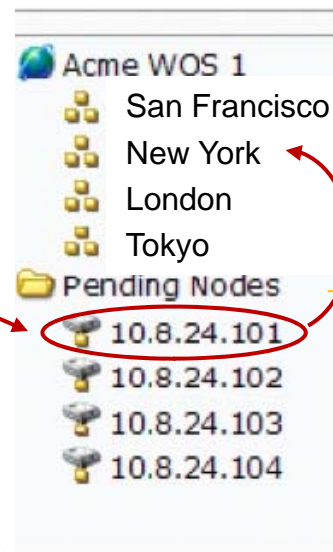 Acme WOS 1
San Francisco
New York
London
Tokyo
Pending Nodes
10.8.24.101
10.8.24.102
10.8.24.103
10.8.24.104